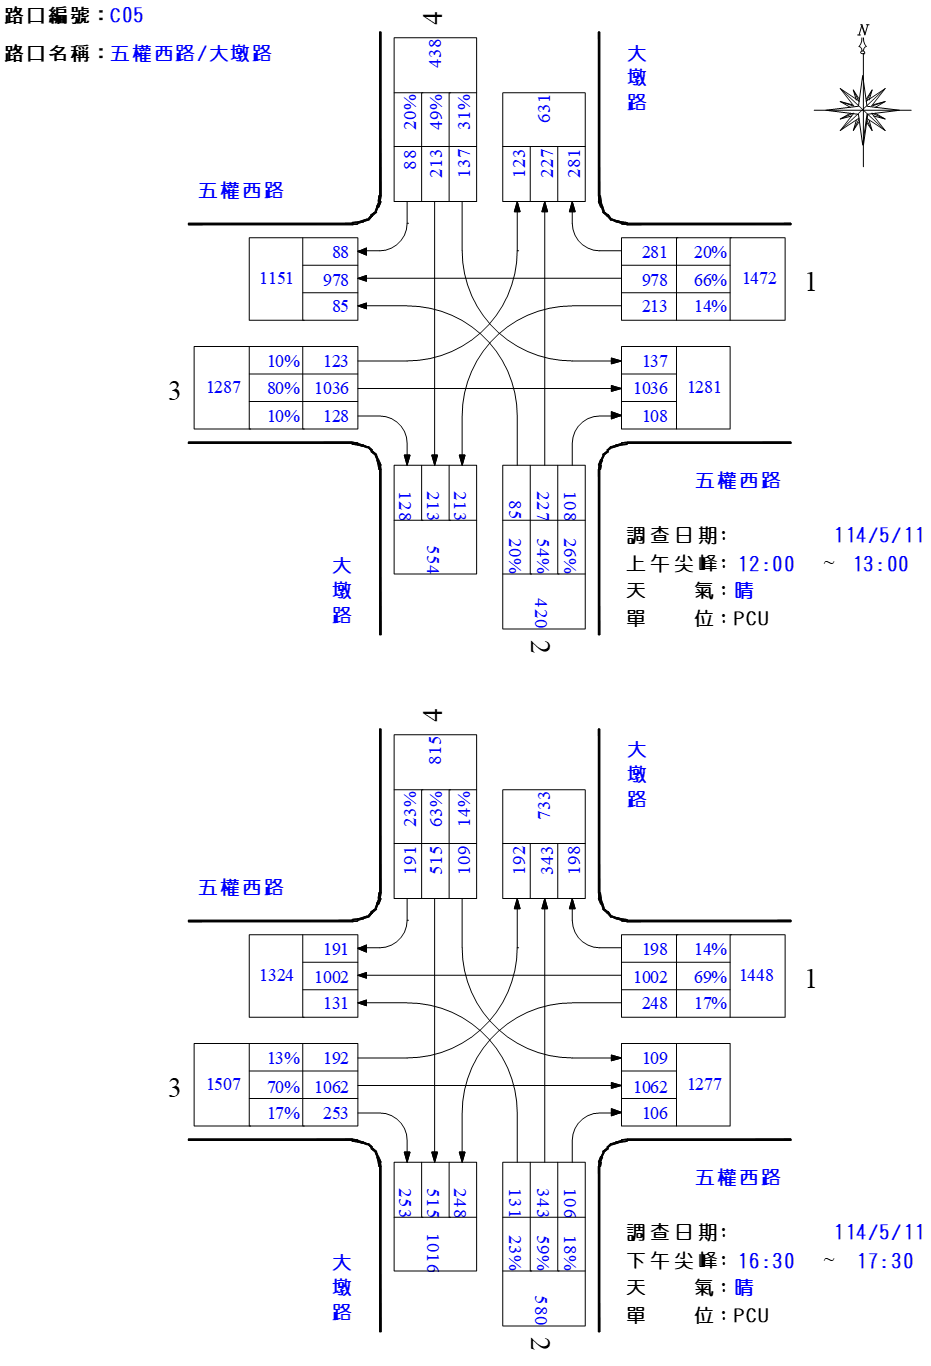 路口編號：C05
路口名稱：五權西路/大墩路
N
4
438
20% 49% 31%
88 213 137
631
123 227 281
大墩路
五權西路
1151
88
978
85
281 20%
978 66%
213 14%
1472
1
3
1287
10% 123
80% 1036
10% 128
137
1036
108
1281
128 213 213
554
85 227 108
20% 54% 26%
420
2
大墩路
五權西路
調查日期： 114/5/11
上午尖峰：12:00 ~ 13:00
天 氣：晴
單 位：PCU
4
815
23% 63% 14%
191 515 109
733
192 343 198
大墩路
五權西路
1324
191
1002
131
198 14%
1002 69%
248 17%
1448
1
3
1507
13% 192
70% 1062
17% 253
109
1062
106
1277
253 515 248
1016
131 343 106
23% 59% 18%
580
2
大墩路
五權西路
調查日期： 114/5/11
下午尖峰：16:30 ~ 17:30
天 氣：晴
單 位：PCU